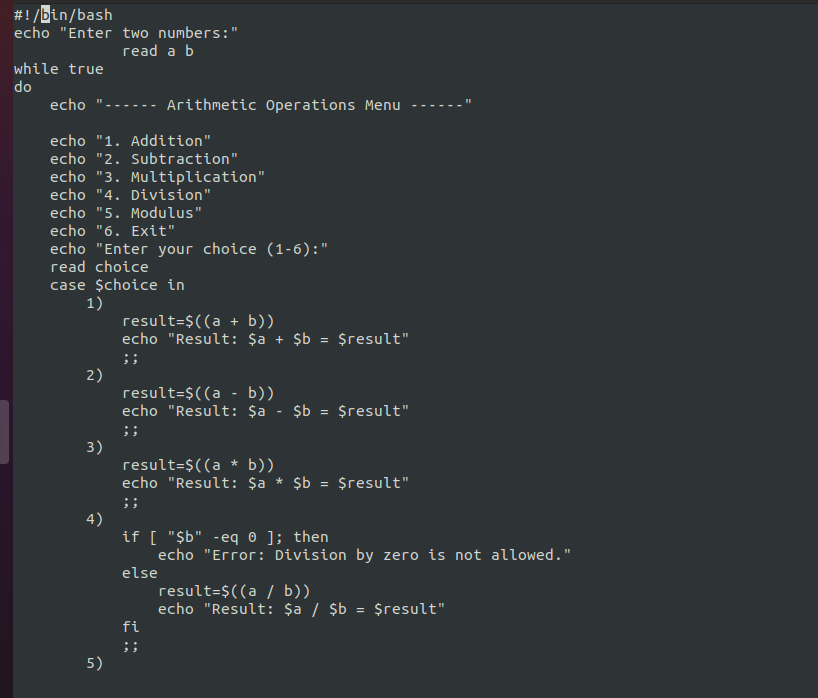 #!/bin/bash
echo "Enter two numbers:"
            read a b
while true
do
    echo "------ Arithmetic Operations Menu ------"

    echo "1. Addition"
    echo "2. Subtraction"
    echo "3. Multiplication"
    echo "4. Division"
    echo "5. Modulus"
    echo "6. Exit"
    echo "Enter your choice (1-6):"
    read choice
    case $choice in
        1)
            result=$((a + b))
            echo "Result: $a + $b = $result"
            ;;
        2)
            result=$((a - b))
            echo "Result: $a - $b = $result"
            ;;
        3)
            result=$((a * b))
            echo "Result: $a * $b = $result"
            ;;
        4)
            if [ "$b" -eq 0 ]; then
                echo "Error: Division by zero is not allowed."
            else
                result=$((a / b))
                echo "Result: $a / $b = $result"
            fi
            ;;
        5)